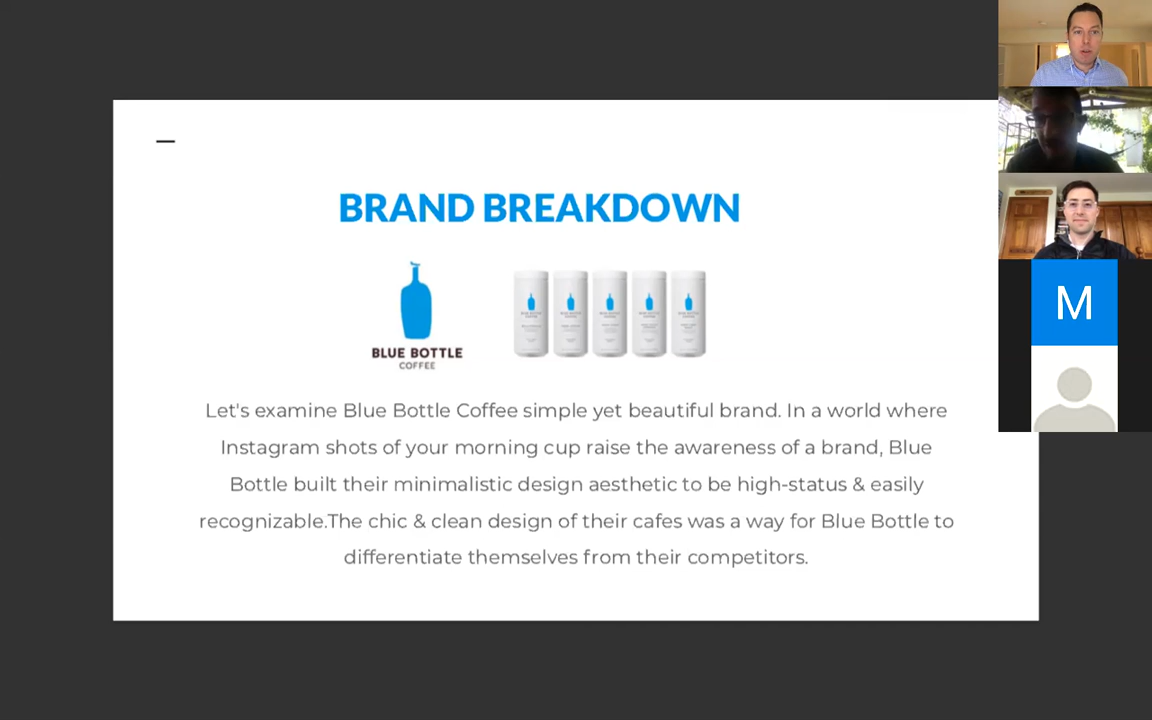 BRAND BREAKDOWN
BLUE BOTTLE
COFFEE
Let's examine Blue Bottle Coffee simple yet beautiful brand. In a world where
Instagram shots of your morning cup raise the awareness of a brand, Blue
Bottle built their minimalistic design aesthetic to be high-status & easily
recognizable.The chic & clean design of their cafes was a way for Blue Bottle to
differentiate themselves from their competitors.
M